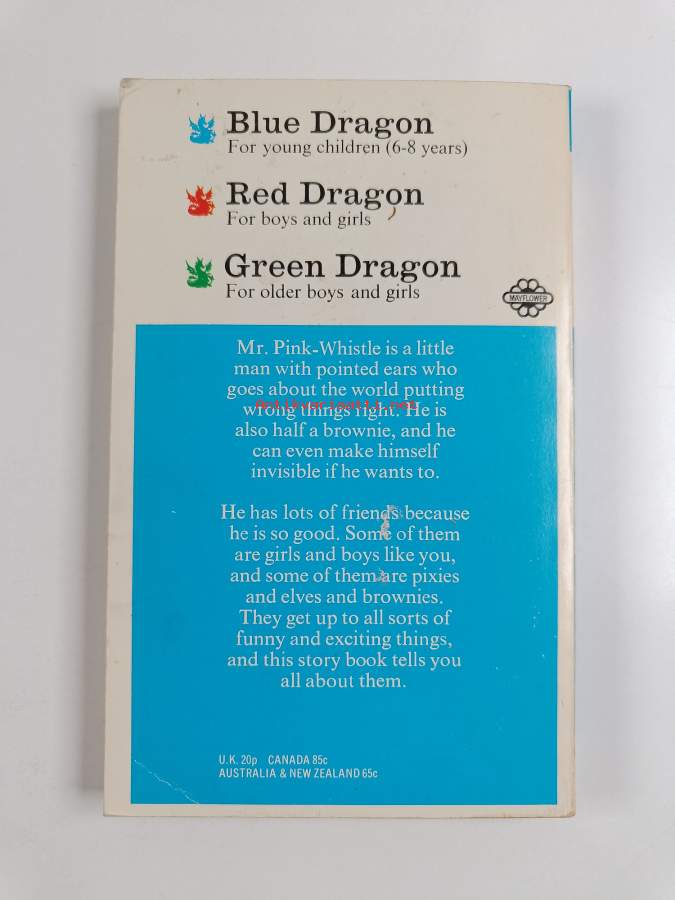 Blue Dragon
For young children (6-8 years)
Red Dragon
For boys and girls
Green Dragon
For older boys and girls
MAYFLOWER
Mr. Pink-Whistle is a little
man with pointed ears who
goes about the world putting
wrong things right. He is
Antikvariaatti.net
also half a brownie, and he
can even make himself
invisible if he wants to.
He has lots of friends because
he is so good. Some of them
are girls and boys like you,
and some of them are pixies
and elves and brownies.
They get up to all sorts of
funny and exciting things,
and this story book tells you
all about them.
U.K. 20p CANADA 85c
AUSTRALIA & NEW ZEALAND 65c